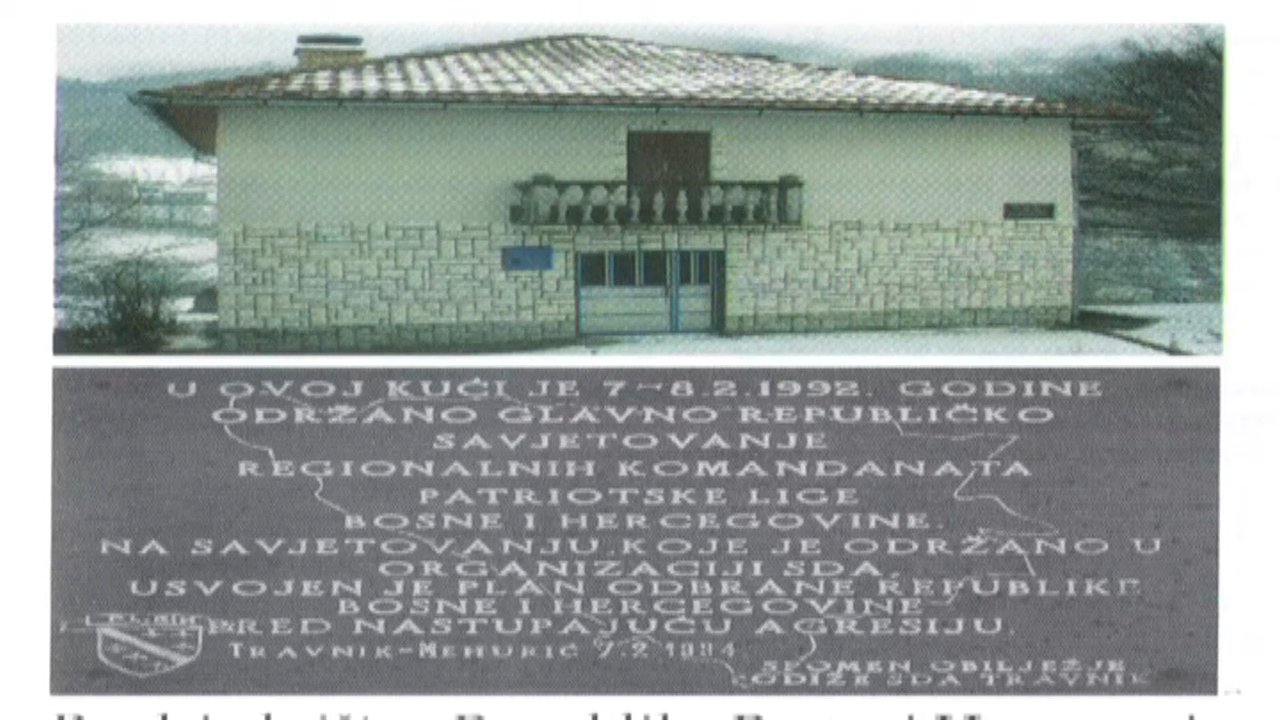 U OVOJ KUĆI JE 7-8.2.1992. GODINE
ODRŽANO GLAVNO REPUBLIČKO
SAVJETOVANJE
REGIONALNIH KOMANDANATA
PATRIOTSKE LIGE
BOSNE I HERCEGOVINE.
NA SAVJETOVANJU, KOJE JE ODRŽANO U
ORGANIZACIJI SDA,
USVOJEN JE PLAN ODBRANE REPUBLIKE
BOSNE I HERCEGOVINE
PRED NASTUPAJUĆU AGRESIJU.
TRAVNIK-MEHURIĆ 7.2 1994
SPOMEN OBILJEŽJE
PODIŽE SDA TRAVNIK